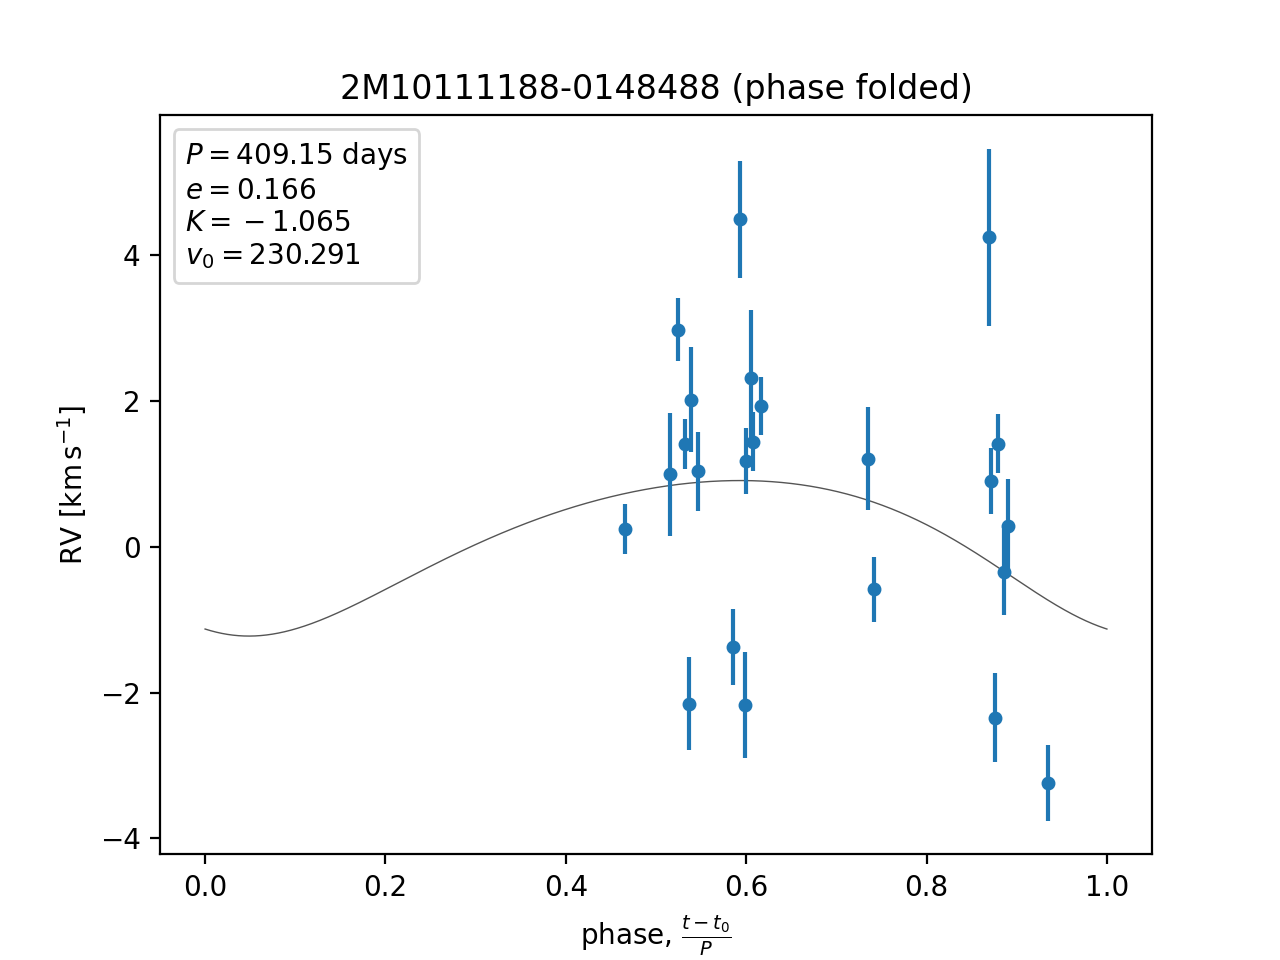 2M10111188-0148488 (phase folded)
P = 409.15 days
e = 0.166
K = −1.065
v₀ = 230.291
RV [km s⁻¹]
4
2
0
−2
−4
0.0 0.2 0.4 0.6 0.8 1.0
phase, (t − t₀)/P